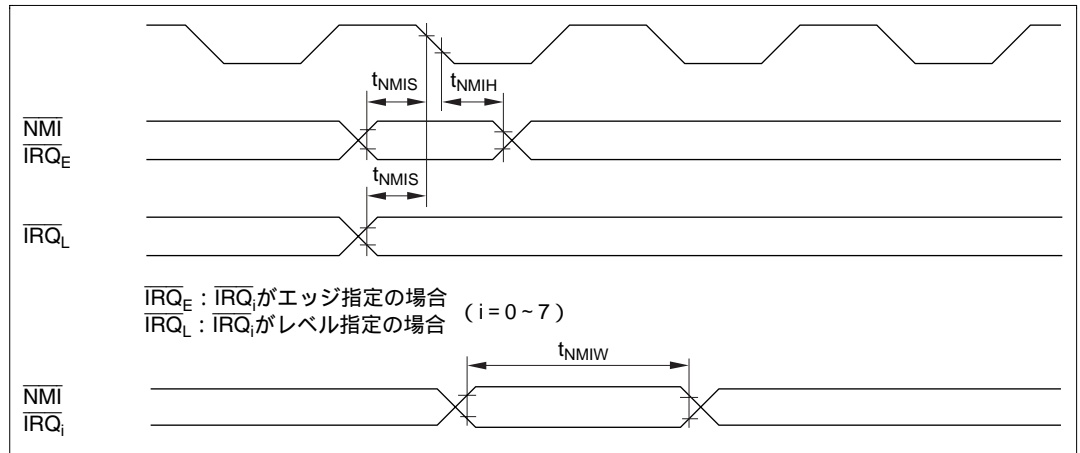 tNMIS
tNMIH
NMI
IRQE
tNMIS
IRQL
IRQE：IRQiがエッジ指定の場合
IRQL：IRQiがレベル指定の場合
(i=0~7)
tNMIW
NMI
IRQi